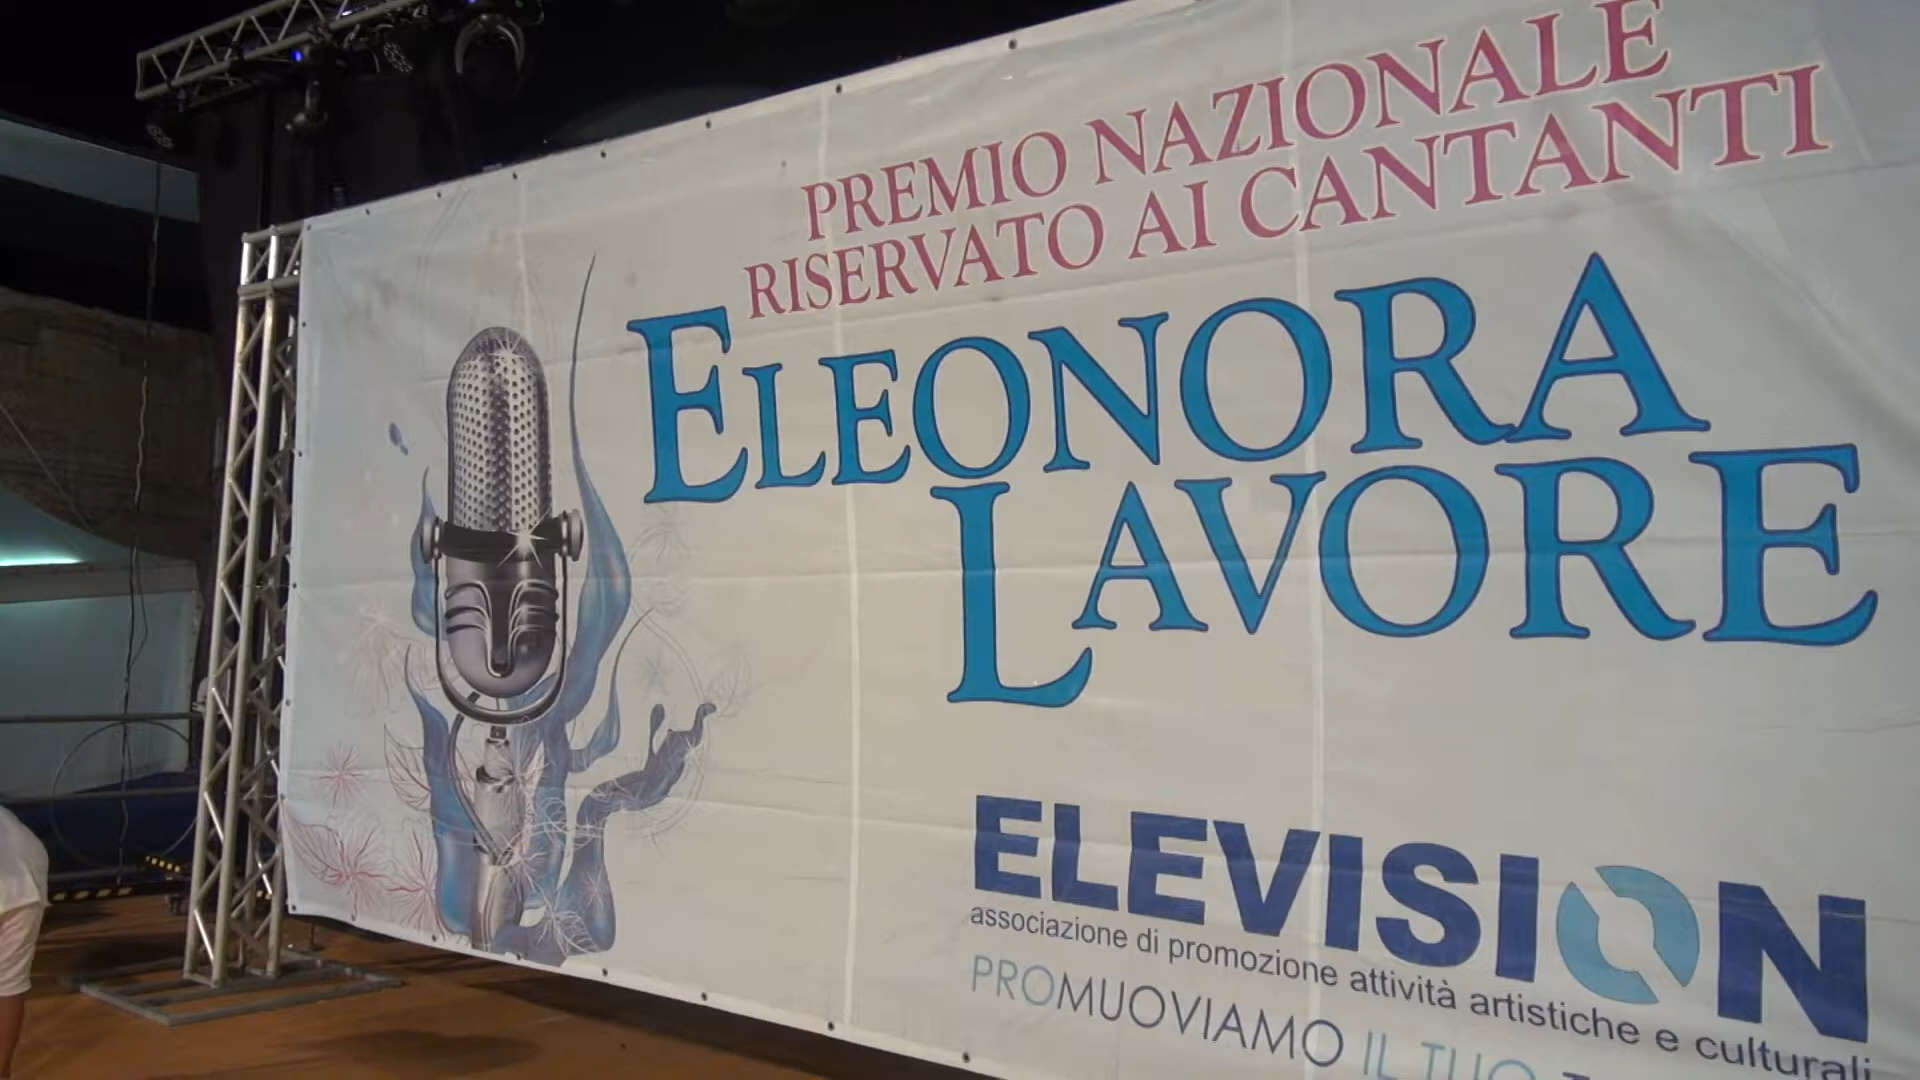 PREMIO NAZIONALE
RISERVATO AI CANTANTI
ELEONORA
LAVORE
ELEVISION
associazione di promozione attività artistiche e culturali
PROMUOVIAMO IL TUO